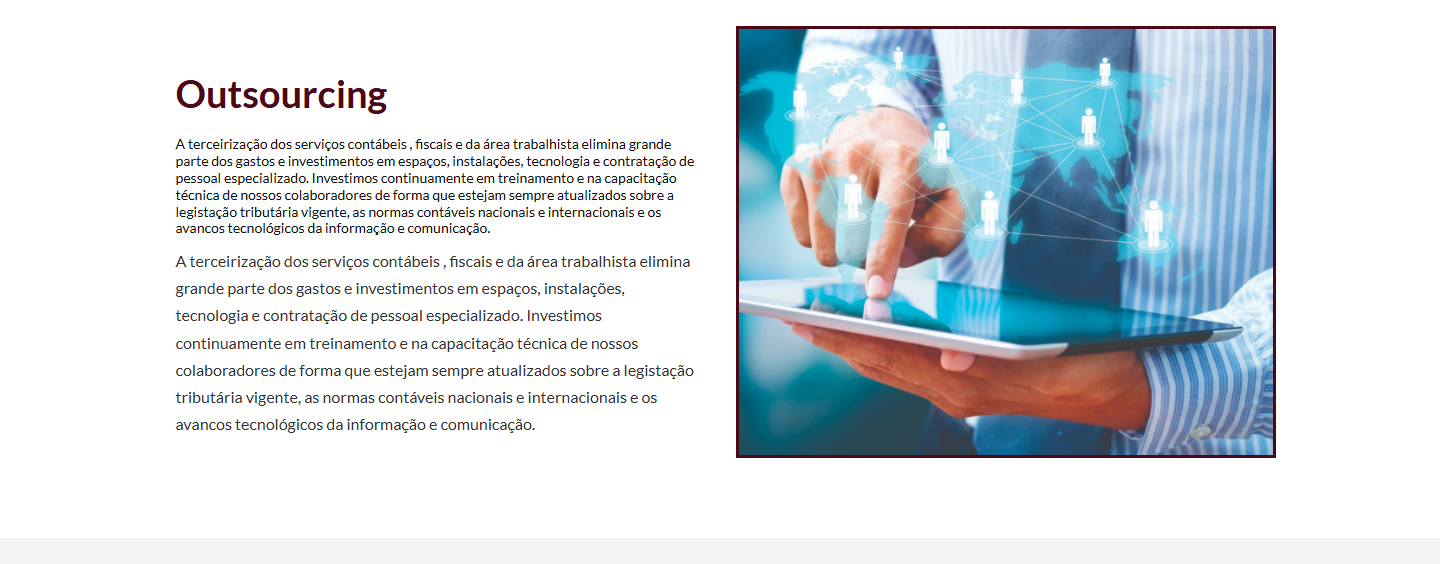 Outsourcing
A terceirização dos serviços contábeis , fiscais e da área trabalhista elimina grande
parte dos gastos e investimentos em espaços, instalações, tecnologia e contratação de
pessoal especializado. Investimos continuamente em treinamento e na capacitação
técnica de nossos colaboradores de forma que estejam sempre atualizados sobre a
legistação tributária vigente, as normas contáveis nacionais e internacionais e os
avancos tecnológicos da informação e comunicação.
A terceirização dos serviços contábeis , fiscais e da área trabalhista elimina
grande parte dos gastos e investimentos em espaços, instalações,
tecnologia e contratação de pessoal especializado. Investimos
continuamente em treinamento e na capacitação técnica de nossos
colaboradores de forma que estejam sempre atualizados sobre a legistação
tributária vigente, as normas contáveis nacionais e internacionais e os
avancos tecnológicos da informação e comunicação.